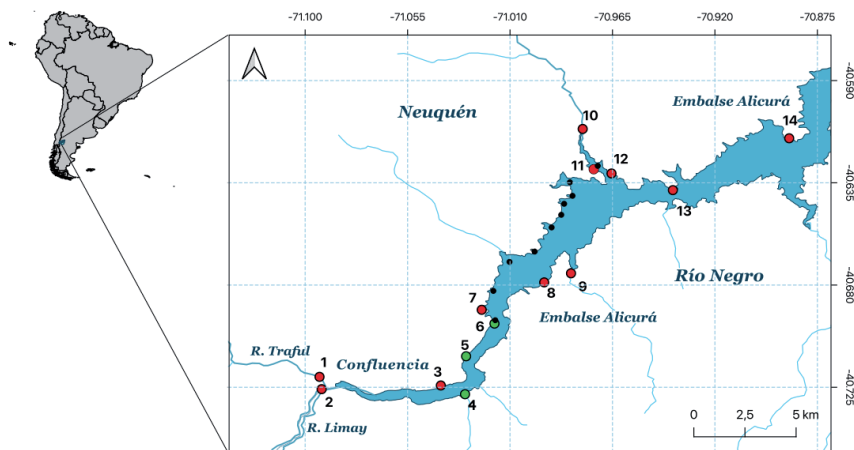 -71.100 -71.055 -71.010 -70.965 -70.920 -70.875
-40.590
Embalse Alicurá
Neuquén
10
14
11
12
-40.635
13
Río Negro
9
8
-40.680
7
Embalse Alicurá
6
R. Traful
5
Confluencia
1
3
2
4
-40.725
R. Limay
0 2,5 5 km